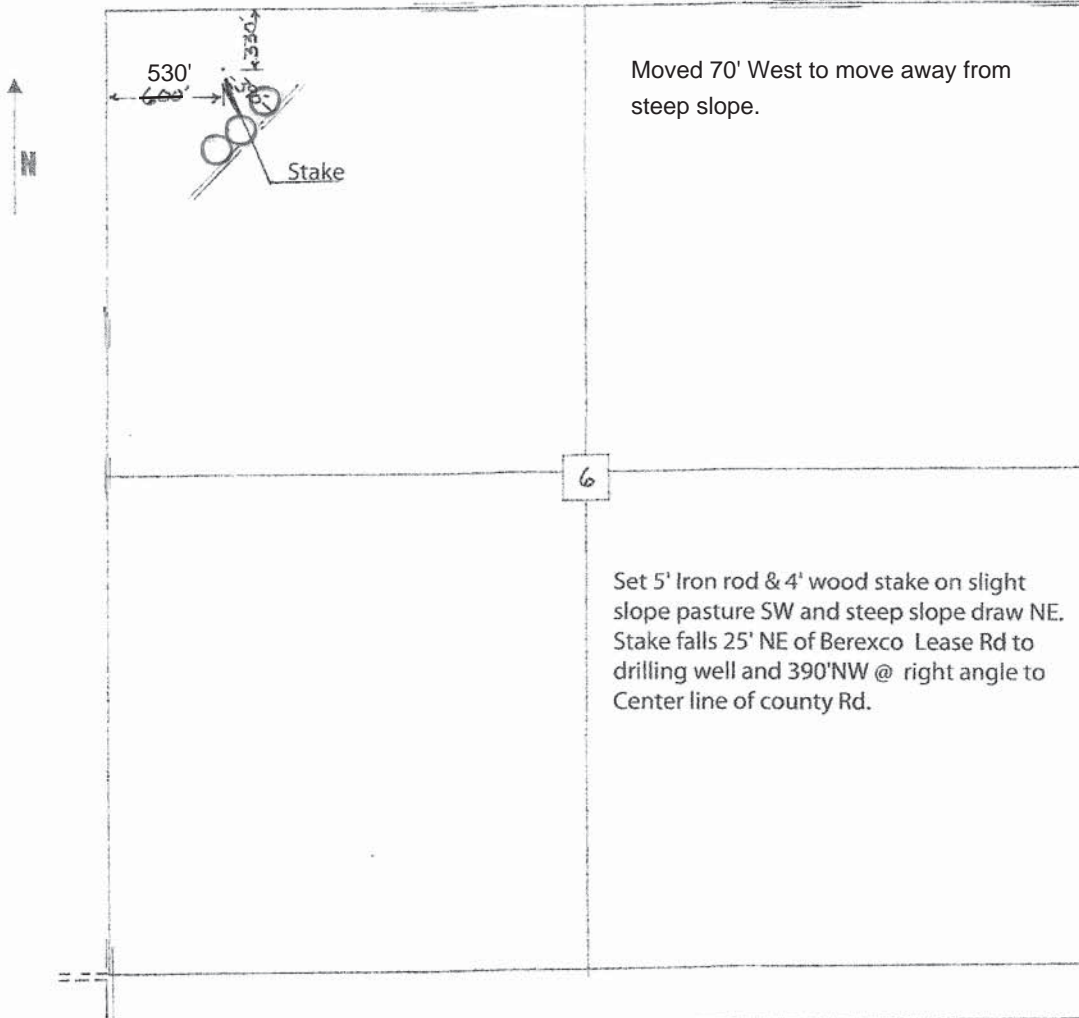 330'
530'
600'
390'
Moved 70' West to move away from
steep slope.
N
Stake
6
Set 5' Iron rod & 4' wood stake on slight
slope pasture SW and steep slope draw NE.
Stake falls 25' NE of Berexco Lease Rd to
drilling well and 390'NW @ right angle to
Center line of county Rd.